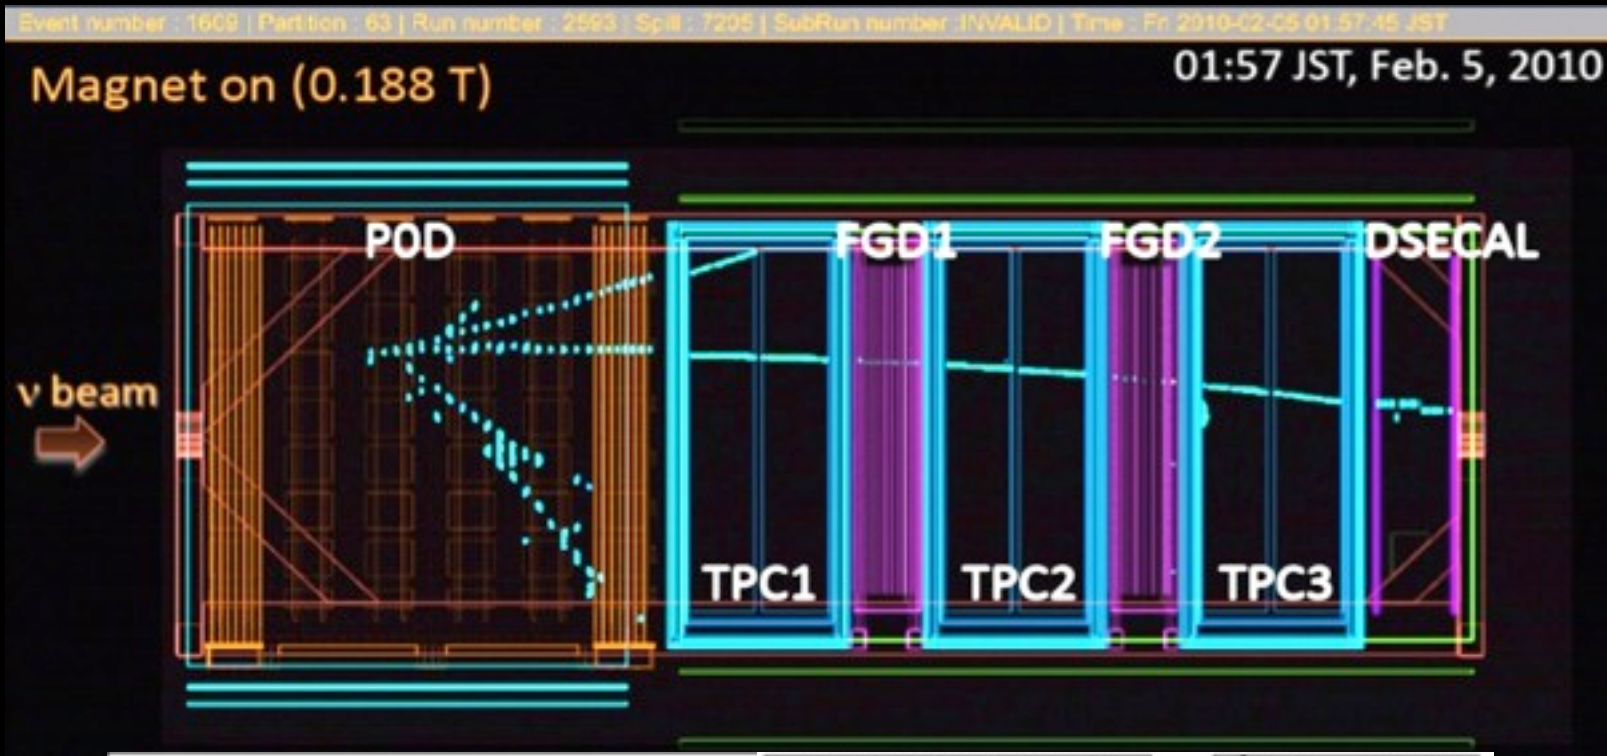 Event number : 1609 | Partition : 63 | Run number : 2593 | Spill : 7205 | SubRun number :INVALID | Time : Fri 2010-02-05 01:57:45 JST
Magnet on (0.188 T)
01:57 JST, Feb. 5, 2010
P0D
FGD1
FGD2
DSECAL
ν beam
TPC1
TPC2
TPC3